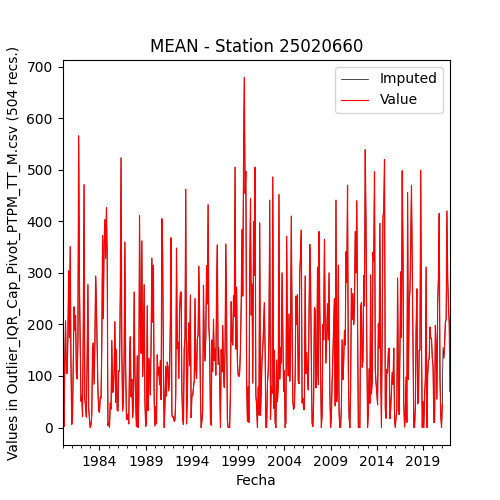 MEAN - Station 25020660
Values in Outlier_IQR_Cap_Pivot_PTPM_TT_M.csv (504 recs.)
700
600
500
400
300
200
100
0
Imputed
Value
1984 1989 1994 1999 2004 2009 2014 2019
Fecha